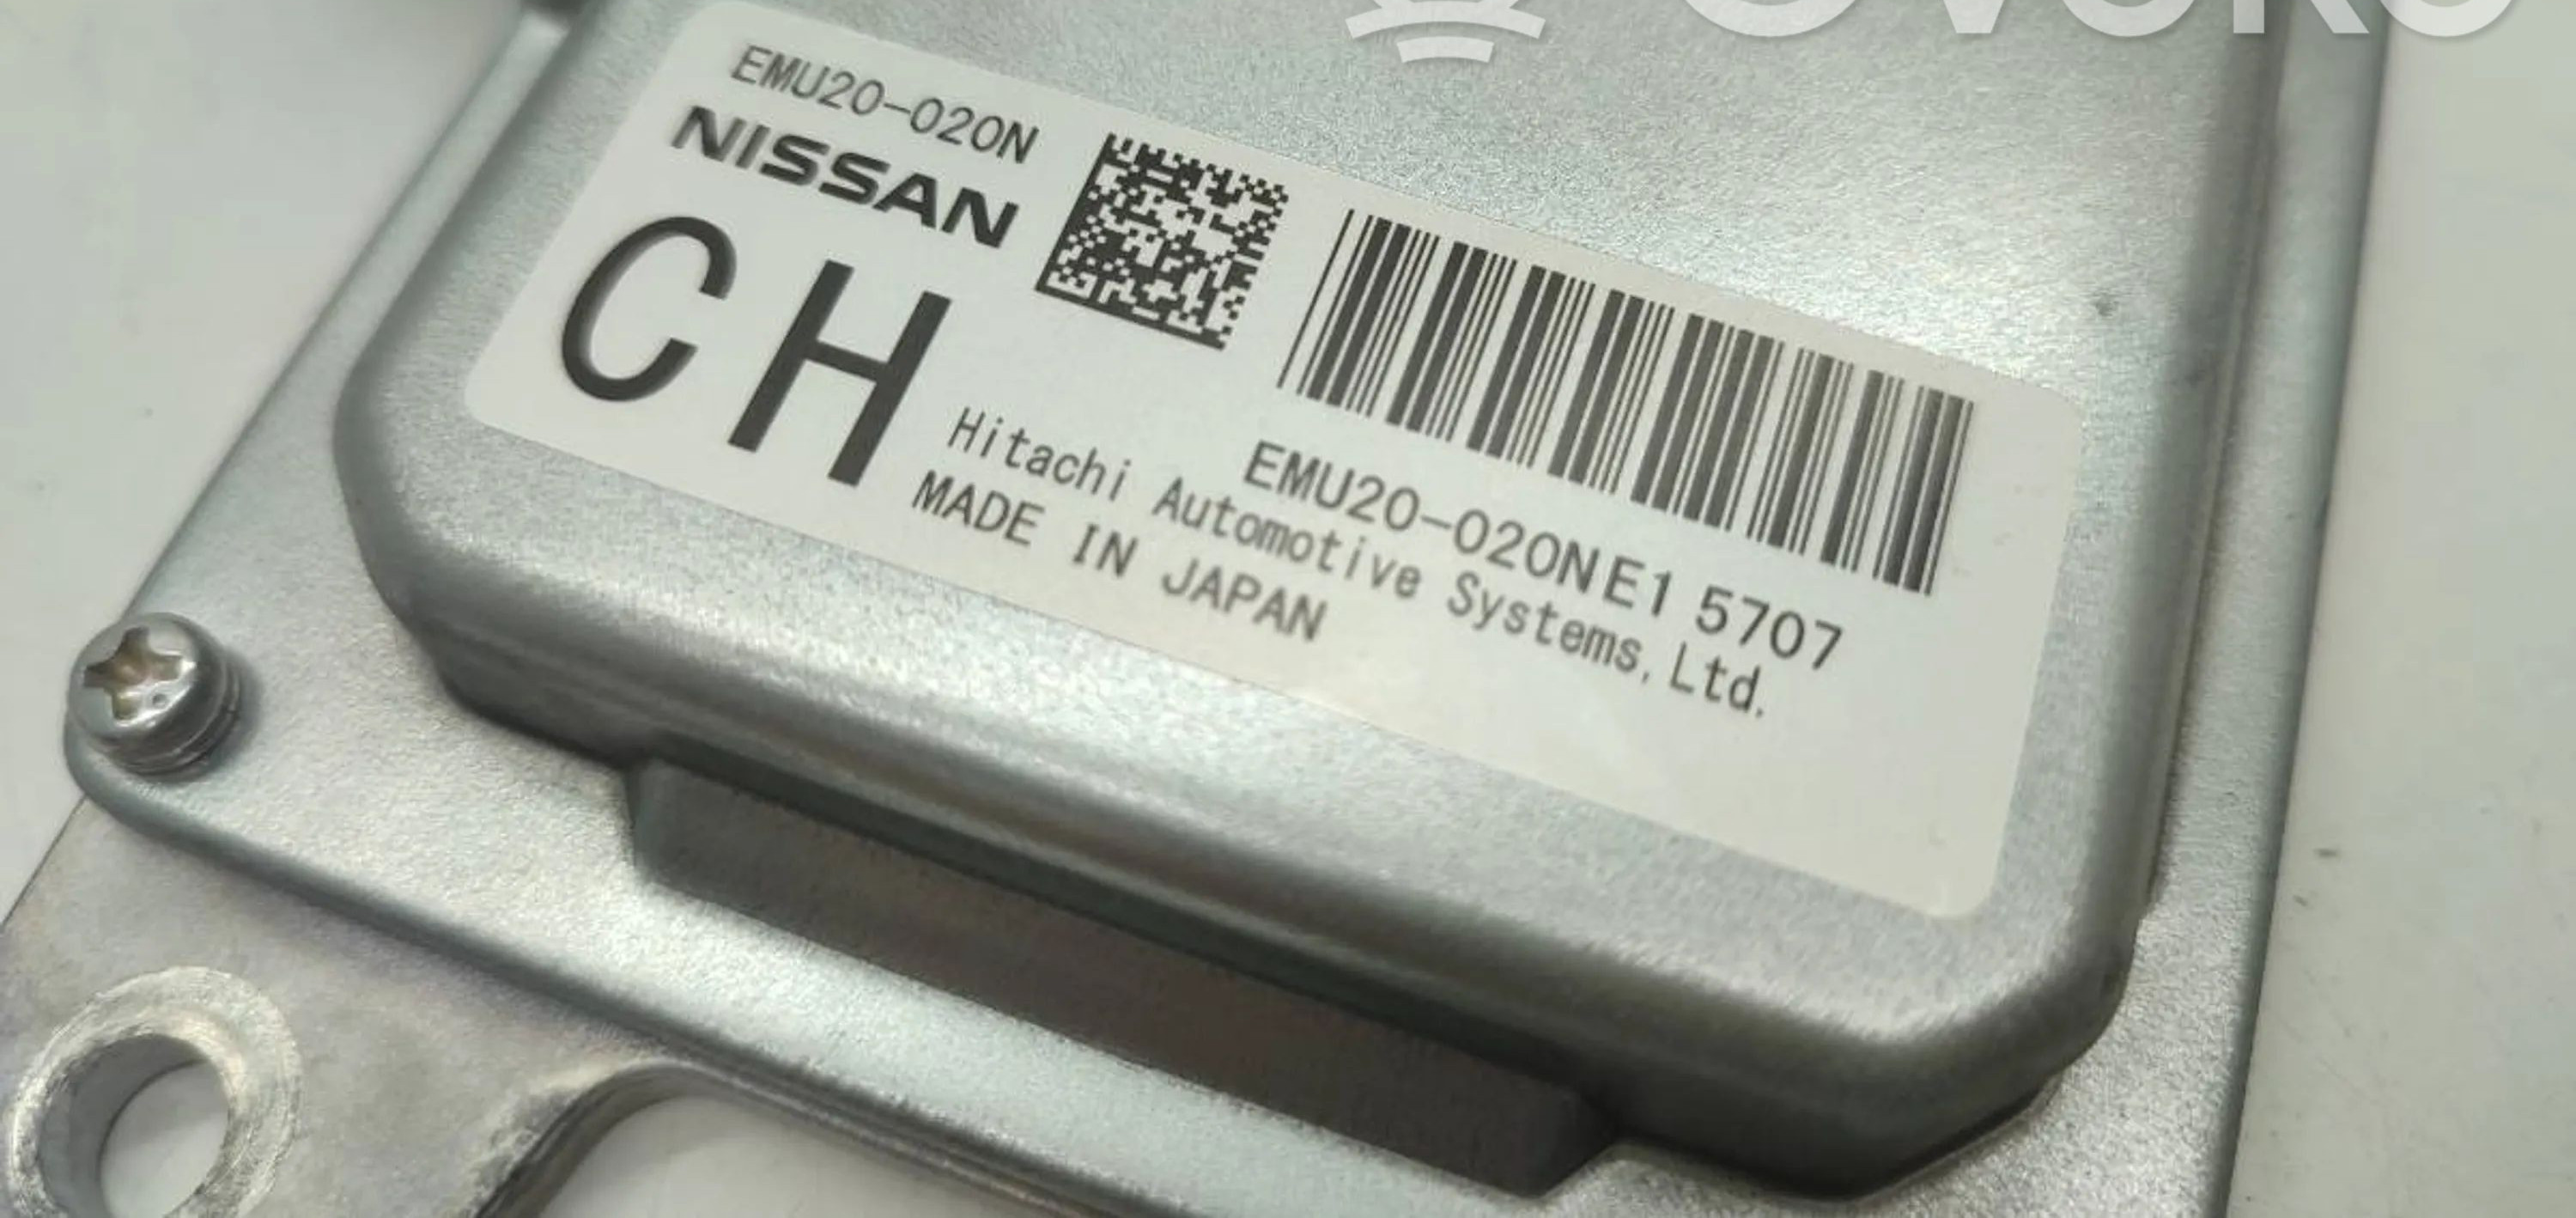 EMU20-020N
NISSAN
CH
EMU20-020NE1 5707
Hitachi Automotive Systems,Ltd.
MADE IN JAPAN